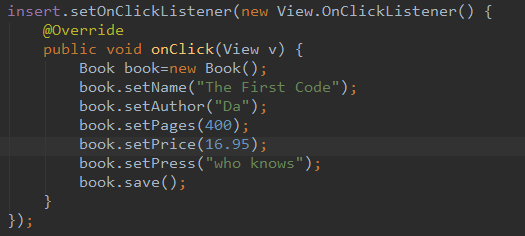 insert.setOnClickListener(new View.OnClickListener() {
    @Override
    public void onClick(View v) {
        Book book=new Book();
        book.setName("The First Code");
        book.setAuthor("Da");
        book.setPages(400);
        book.setPrice(16.95);
        book.setPress("who knows");
        book.save();
    }
});